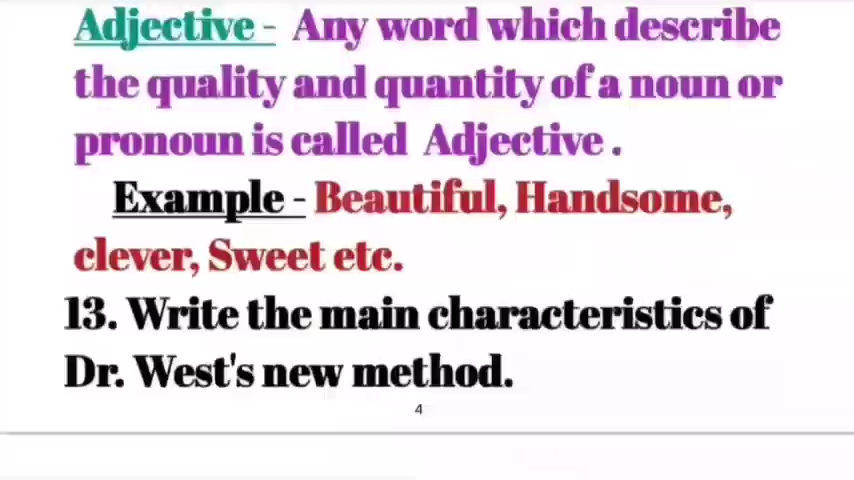 Adjective - Any word which describe
the quality and quantity of a noun or
pronoun is called Adjective .
Example - Beautiful, Handsome,
clever, Sweet etc.
13. Write the main characteristics of
Dr. West's new method.
4